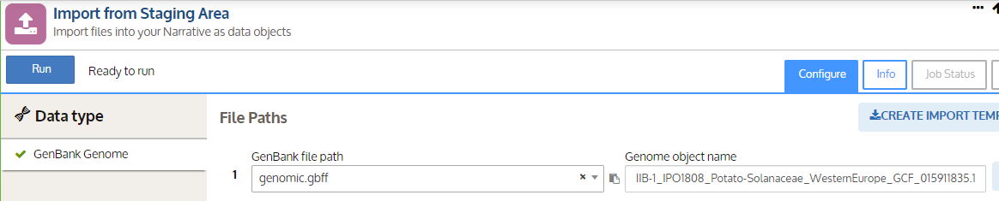 Import from Staging Area
Import files into your Narrative as data objects
Run
Ready to run
Configure
Info
Job Status
Data type
File Paths
CREATE IMPORT TEMP
GenBank Genome
GenBank file path
Genome object name
1
genomic.gbff
IIB-1_IPO1808_Potato-Solanaceae_WesternEurope_GCF_015911835.1